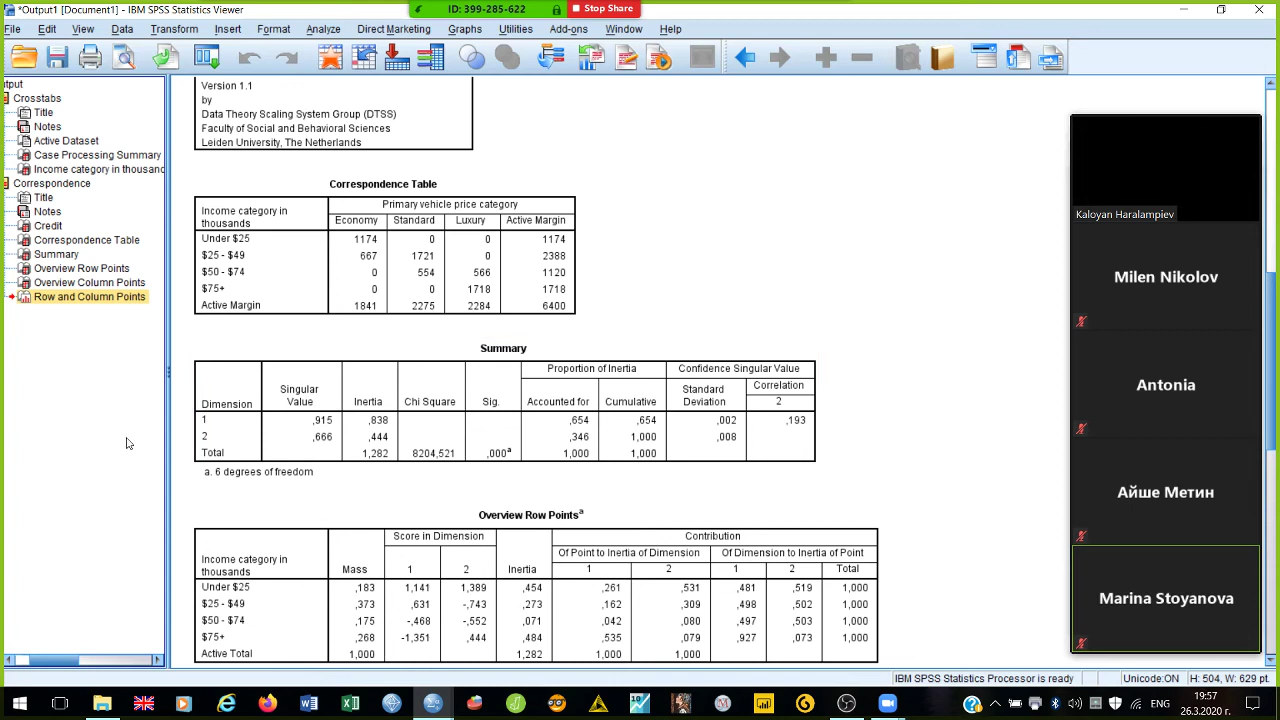 *Output1 [Document1] - IBM SPSS Statistics Viewer
ID: 399-285-622
Stop Share
File Edit View Data Transform Insert Format Analyze Direct Marketing Graphs Utilities Add-ons Window Help
tput
Crosstabs
Title
Notes
Active Dataset
Case Processing Summary
Income category in thousand
Correspondence
Title
Notes
Credit
Correspondence Table
Summary
Overview Row Points
Overview Column Points
Row and Column Points
Version 1.1
by
Data Theory Scaling System Group (DTSS)
Faculty of Social and Behavioral Sciences
Leiden University, The Netherlands
Correspondence Table
Income category in thousands Primary vehicle price category
Economy Standard Luxury Active Margin
Under $25 1174 0 0 1174
$25 - $49 667 1721 0 2388
$50 - $74 0 554 566 1120
$75+ 0 0 1718 1718
Active Margin 1841 2275 2284 6400
Summary
Proportion of Inertia Confidence Singular Value
Dimension Singular Value Inertia Chi Square Sig. Accounted for Cumulative Standard Deviation Correlation
2
1 ,915 ,838 ,654 ,654 ,002 ,193
2 ,666 ,444 ,346 1,000 ,008
Total 1,282 8204,521 ,000a 1,000 1,000
a. 6 degrees of freedom
Overview Row Pointsa
Score in Dimension Contribution
Income category in thousands Of Point to Inertia of Dimension Of Dimension to Inertia of Point
Mass 1 2 Inertia 1 2 1 2 Total
Under $25 ,183 1,141 1,389 ,454 ,261 ,531 ,481 ,519 1,000
$25 - $49 ,373 ,631 -,743 ,273 ,162 ,309 ,498 ,502 1,000
$50 - $74 ,175 -,468 -,552 ,071 ,042 ,080 ,497 ,503 1,000
$75+ ,268 -1,351 ,444 ,484 ,535 ,079 ,927 ,073 1,000
Active Total 1,000 1,282 1,000 1,000
Kaloyan Haralampiev
Milen Nikolov
Antonia
Айше Метин
Marina Stoyanova
IBM SPSS Statistics Processor is ready Unicode:ON H: 504, W: 629 pt.
ENG
19:57
26.3.2020 г.